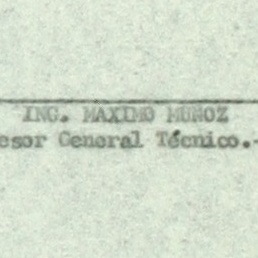 ING. MAXIMO MUÑOZ
esor General Técnico.-